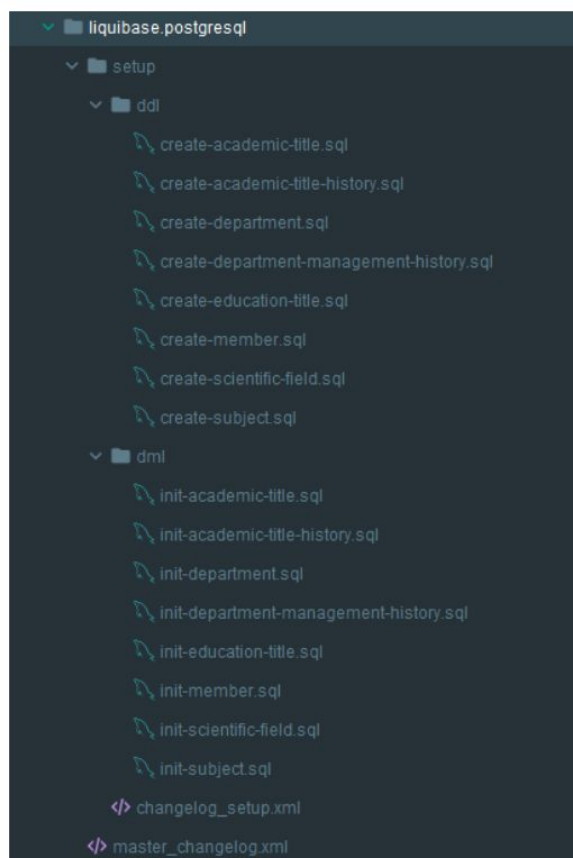 liquibase.postgresql
setup
ddl
create-academic-title.sql
create-academic-title-history.sql
create-department.sql
create-department-management-history.sql
create-education-title.sql
create-member.sql
create-scientific-field.sql
create-subject.sql
dml
init-academic-title.sql
init-academic-title-history.sql
init-department.sql
init-department-management-history.sql
init-education-title.sql
init-member.sql
init-scientific-field.sql
init-subject.sql
changelog_setup.xml
master_changelog.xml